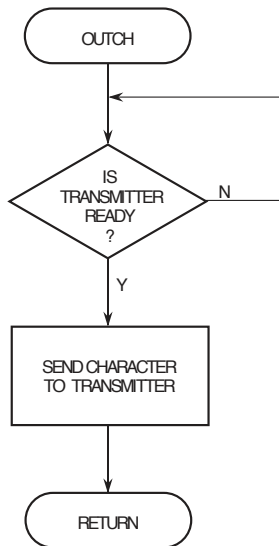 OUTCH
IS
TRANSMITTER
READY
?
N
Y
SEND CHARACTER
TO TRANSMITTER
RETURN